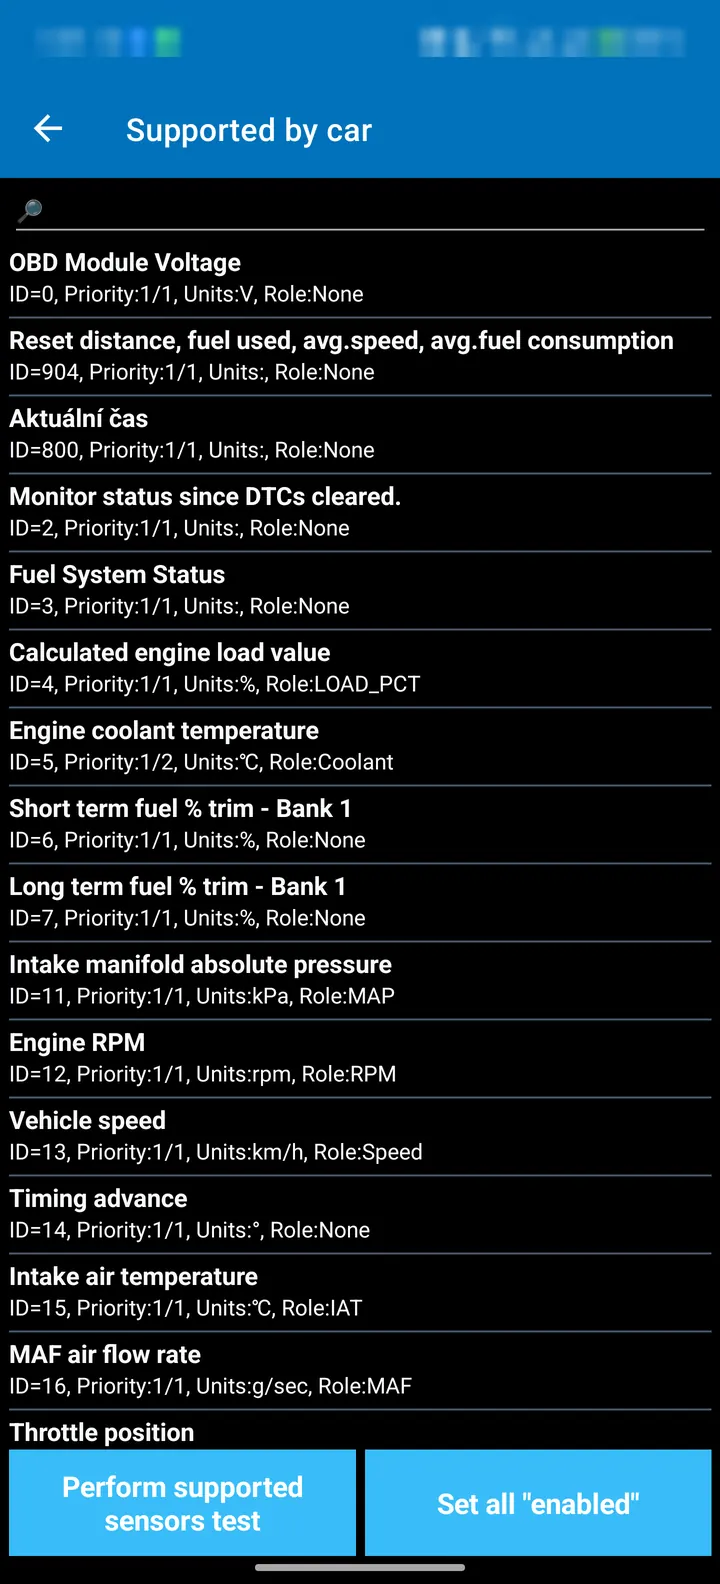 Supported by car
OBD Module Voltage
ID=0, Priority:1/1, Units:V, Role:None
Reset distance, fuel used, avg.speed, avg.fuel consumption
ID=904, Priority:1/1, Units:, Role:None
Aktuální čas
ID=800, Priority:1/1, Units:, Role:None
Monitor status since DTCs cleared.
ID=2, Priority:1/1, Units:, Role:None
Fuel System Status
ID=3, Priority:1/1, Units:, Role:None
Calculated engine load value
ID=4, Priority:1/1, Units:%, Role:LOAD_PCT
Engine coolant temperature
ID=5, Priority:1/2, Units:℃, Role:Coolant
Short term fuel % trim - Bank 1
ID=6, Priority:1/1, Units:%, Role:None
Long term fuel % trim - Bank 1
ID=7, Priority:1/1, Units:%, Role:None
Intake manifold absolute pressure
ID=11, Priority:1/1, Units:kPa, Role:MAP
Engine RPM
ID=12, Priority:1/1, Units:rpm, Role:RPM
Vehicle speed
ID=13, Priority:1/1, Units:km/h, Role:Speed
Timing advance
ID=14, Priority:1/1, Units:°, Role:None
Intake air temperature
ID=15, Priority:1/1, Units:℃, Role:IAT
MAF air flow rate
ID=16, Priority:1/1, Units:g/sec, Role:MAF
Throttle position
Perform supported
sensors test
Set all "enabled"